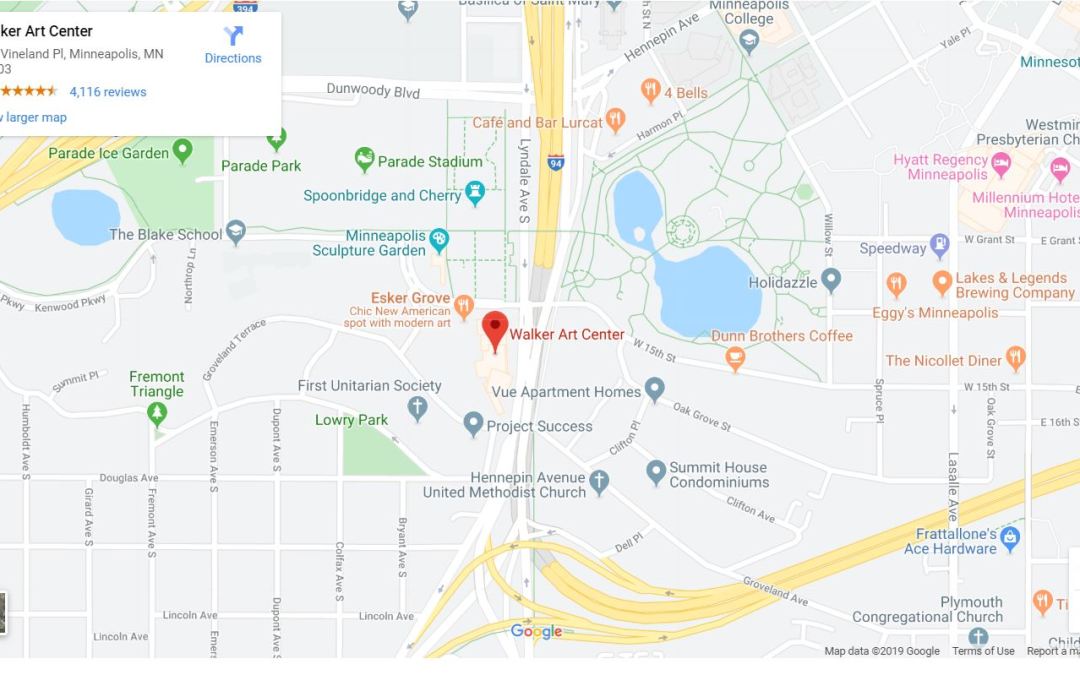 394
Basilica of Saint Mary
Minneapolis
College
ker Art Center
Vineland Pl, Minneapolis, MN
03
4,116 reviews
larger map
Directions
Hennepin Ave
Yale Pl
Minnesot
Dunwoody Blvd
4 Bells
Café and Bar Lurcat
Harmon Pl
Westmin
Presbyterian Ch
Parade Ice Garden
Parade Park
Parade Stadium
Lyndale Ave S
94
Hyatt Regency
Minneapolis
Millennium Hote
Minneapolis
Spoonbridge and Cherry
The Blake School
Minneapolis
Sculpture Garden
Willow St
W Grant St
E Grant S
Speedway
Northrop Ln
Pkwy
Kenwood Pkwy
Holidazzle
Lakes & Legends
Brewing Company
Eggy's Minneapolis
Esker Grove
Chic New American
spot with modern art
Walker Art Center
Groveland Terrace
W 15th St
Dunn Brothers Coffee
The Nicollet Diner
Summit Pl
Fremont
Triangle
First Unitarian Society
Vue Apartment Homes
Spruce Pl
W 15th St
Oak Grove St
Lowry Park
Project Success
Oak Grove St
E 16th S
Humboldt Ave S
Emerson Ave S
Dupont Ave S
Clifton Pl
Hennepin Avenue
United Methodist Church
Summit House
Condominiums
Clifton Ave
Lasalle Ave
Douglas Ave
Girard Ave S
Fremont Ave S
Bryant Ave S
Colfax Ave S
Dell Pl
Frattallone's
Ace Hardware
Groveland Ave
Lincoln Ave
Lincoln Ave
Lincoln Ave
Dupont Ave S
Plymouth
Congregational Church
Ti
Google
Map data ©2019 Google
Terms of Use
Report a ma